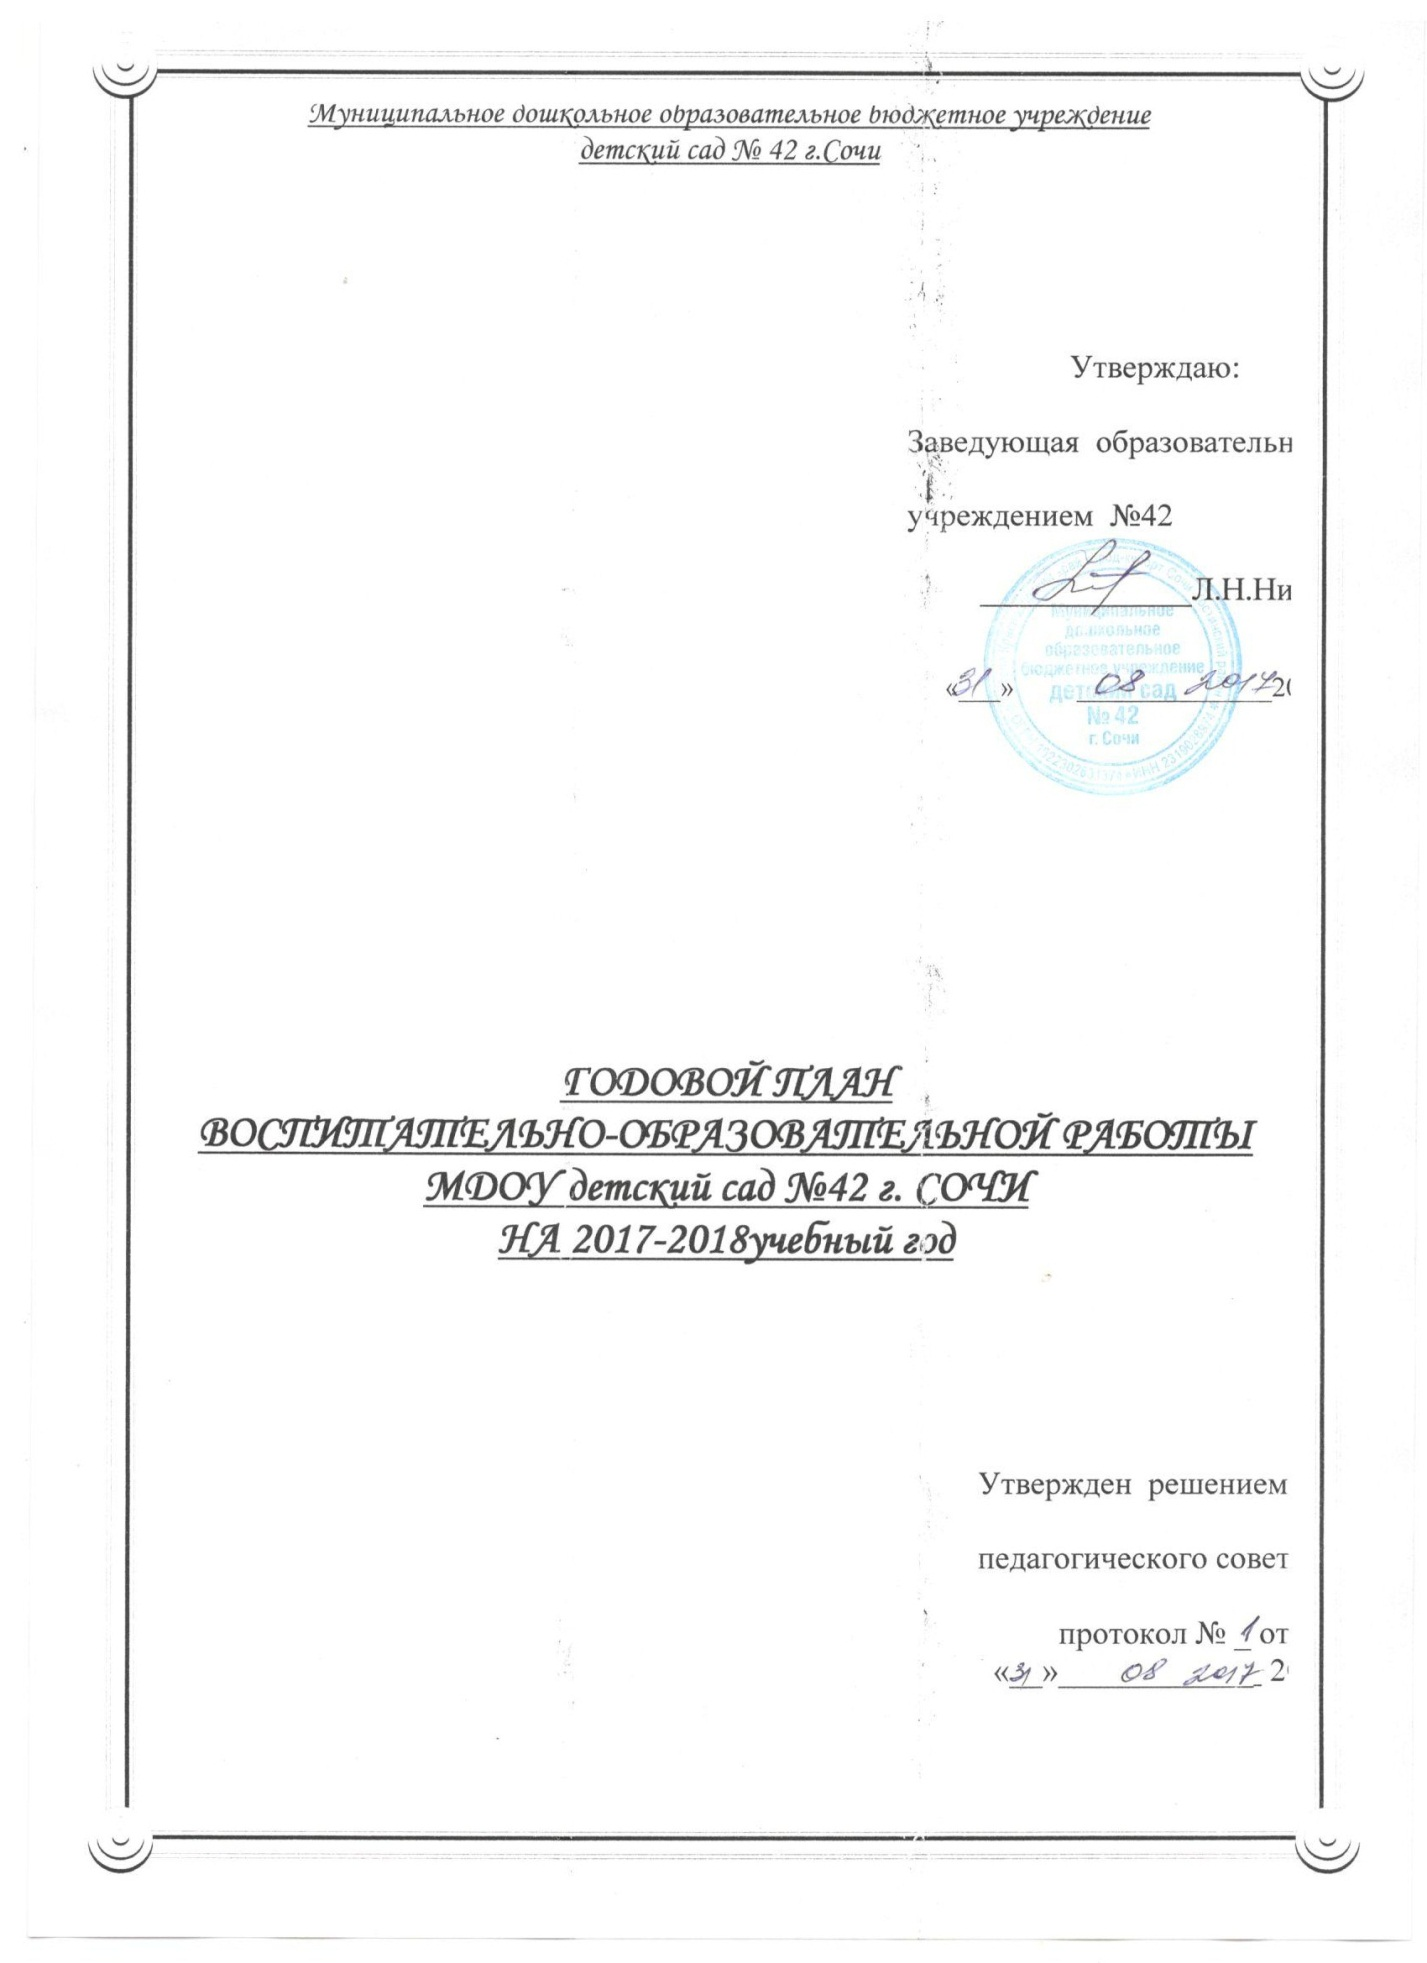 Муниципальное дошкольное образовательное бюджетное учреждение
детский сад № 42 г.Сочи
Утверждаю:
Заведующая образовательн
учреждением №42
Л.Н.Ни
«31» 08 2017 20
Муниципальное
дошкольное
образовательное
бюджетное учреждение
детский сад
№ 42
г. Сочи
ГОДОВОЙ ПЛАН
ВОСПИТАТЕЛЬНО-ОБРАЗОВАТЕЛЬНОЙ РАБОТЫ
МДОУ детский сад №42 г. СОЧИ
НА 2017-2018учебный год
Утвержден решением
педагогического совет
протокол № 1 от
«31» 08 2017 2